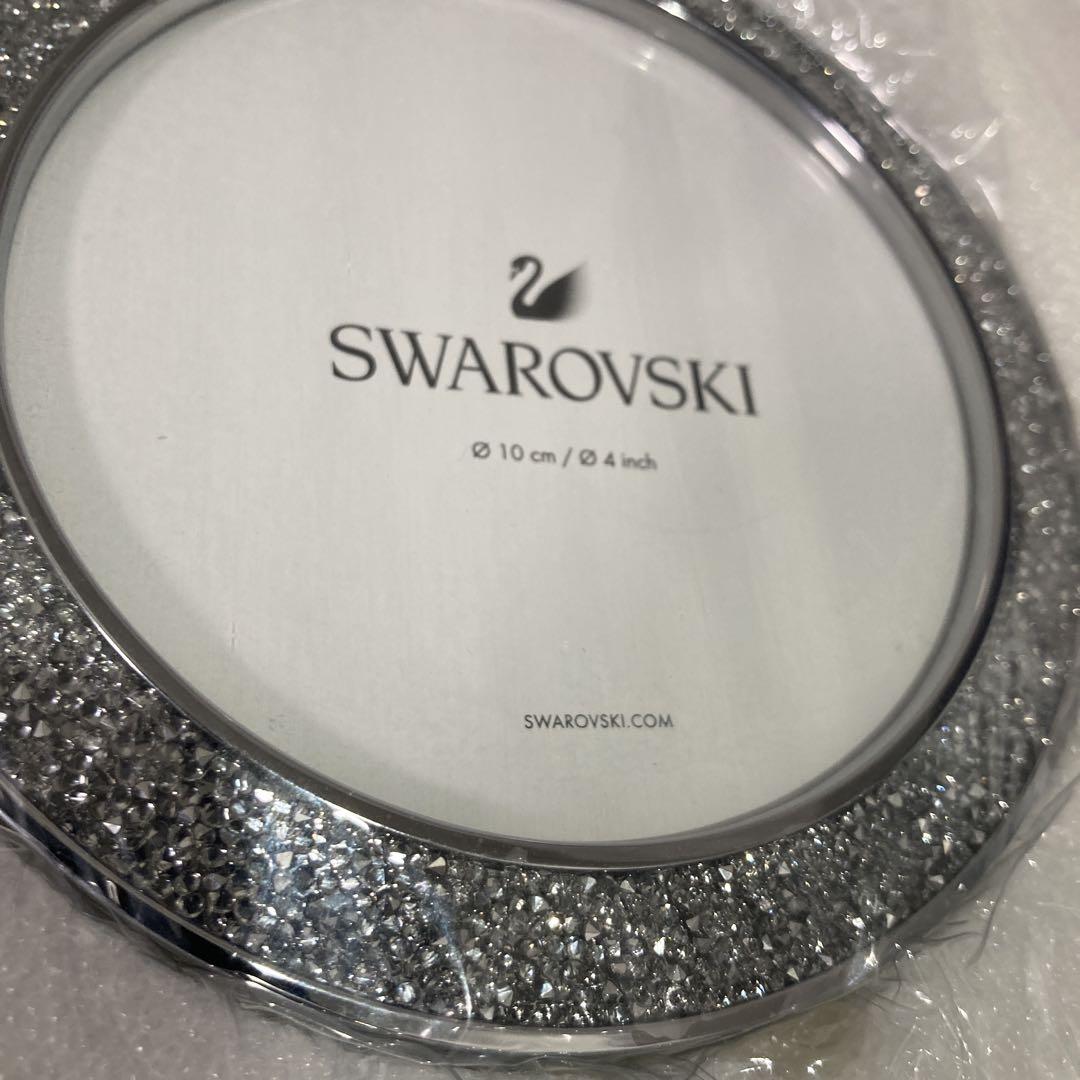 SWAROVSKI
Ø 10 cm / Ø 4 inch
SWAROVSKI.COM